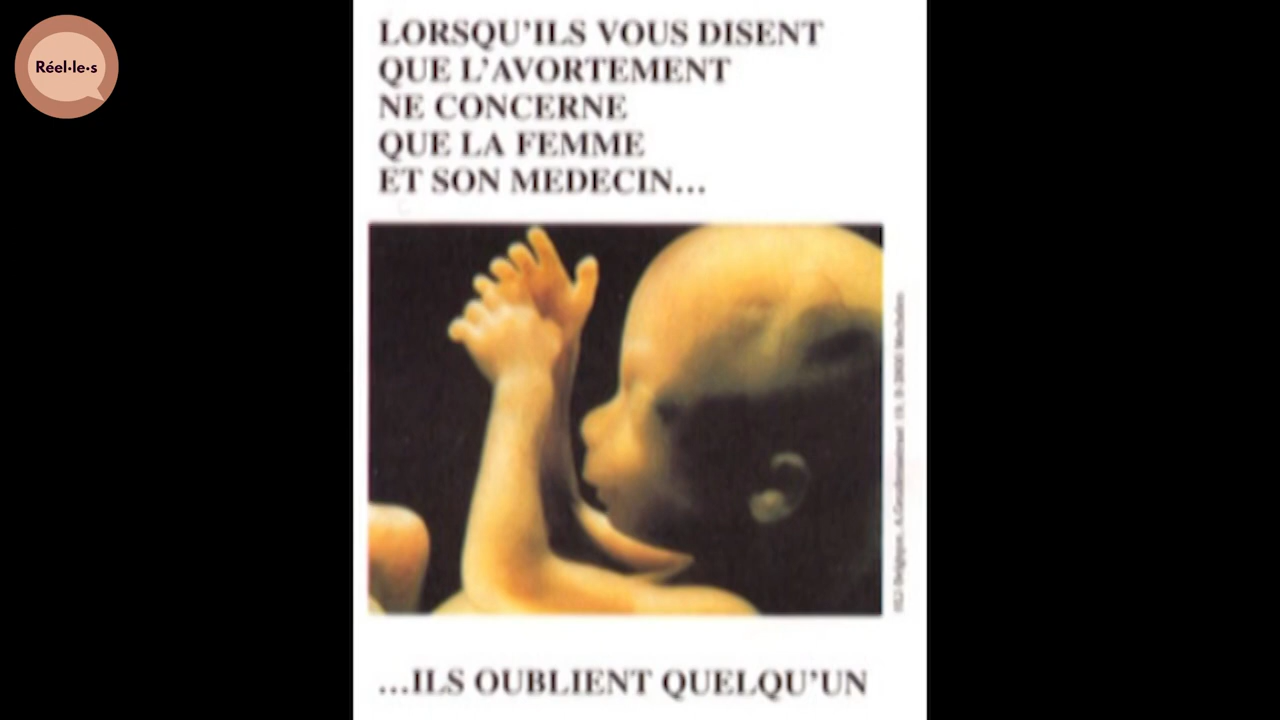 Réel·le·s
LORSQU'ILS VOUS DISENT
QUE L'AVORTEMENT
NE CONCERNE
QUE LA FEMME
ET SON MEDECIN...
...ILS OUBLIENT QUELQU'UN